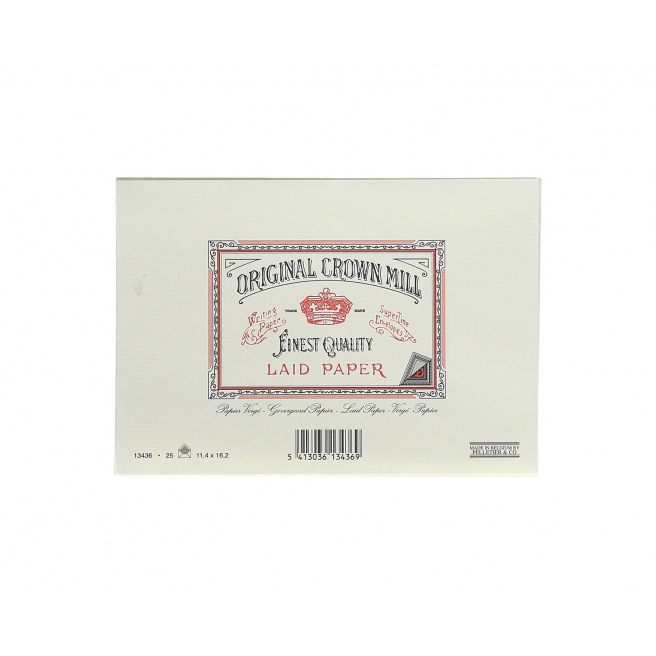 ORIGINAL CROWN MILL
Writing Paper
TRADE MARK
Superfine Envelopes
FINEST QUALITY
LAID PAPER
Papier Vergé - Gevergeerd Papier - Laid Paper - Vergé Papier
13436 • 25 11,4 x 16,2
5 413036 134369
MADE IN BELGIUM BY
PELLETIER & CO